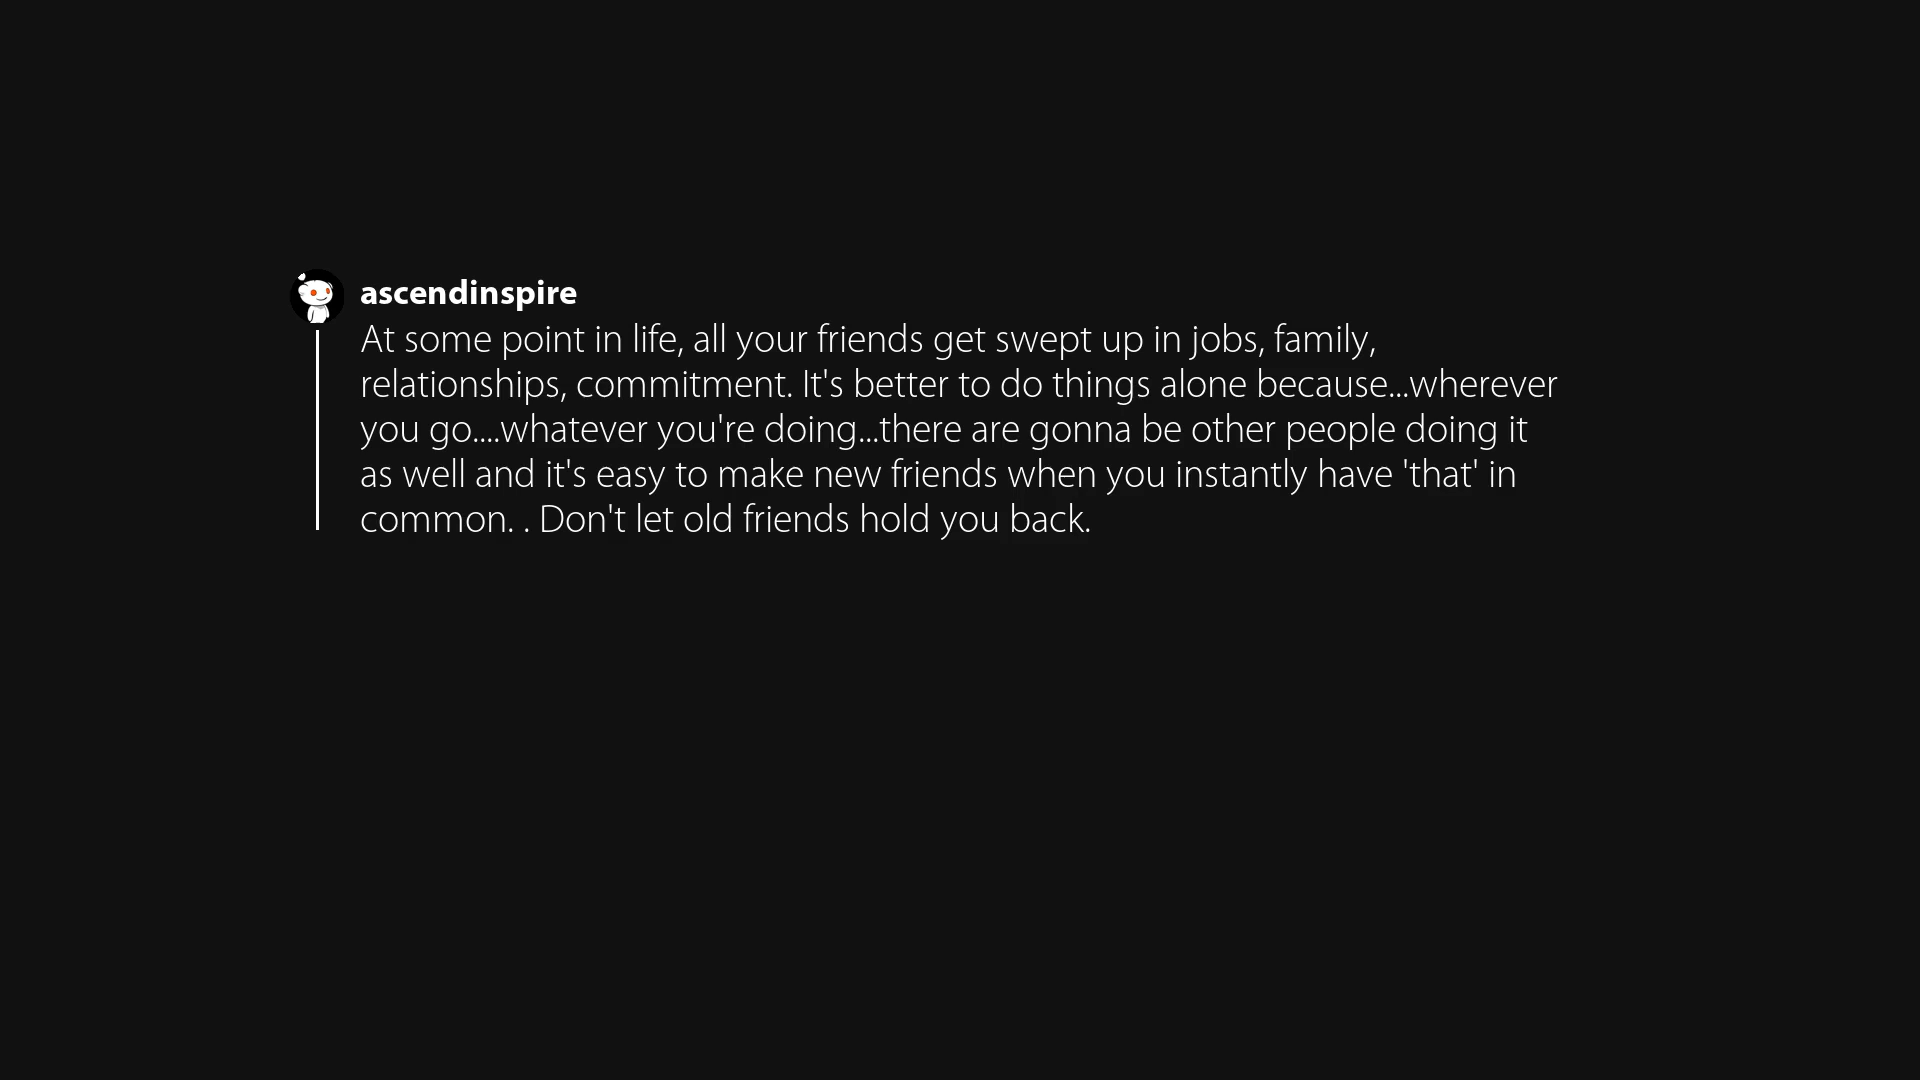 ascendinspire
At some point in life, all your friends get swept up in jobs, family,
relationships, commitment. It's better to do things alone because...wherever
you go....whatever you're doing...there are gonna be other people doing it
as well and it's easy to make new friends when you instantly have 'that' in
common. . Don't let old friends hold you back.